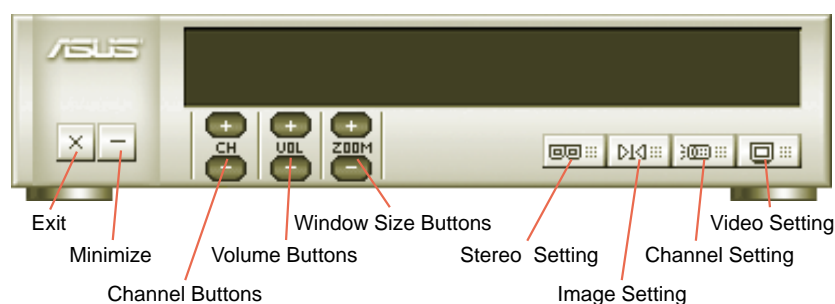 ASUS
+ + +
CH VOL ZOOM
− − −
× −
Exit Window Size Buttons Video Setting
Minimize Volume Buttons Stereo Setting Channel Setting
Channel Buttons Image Setting